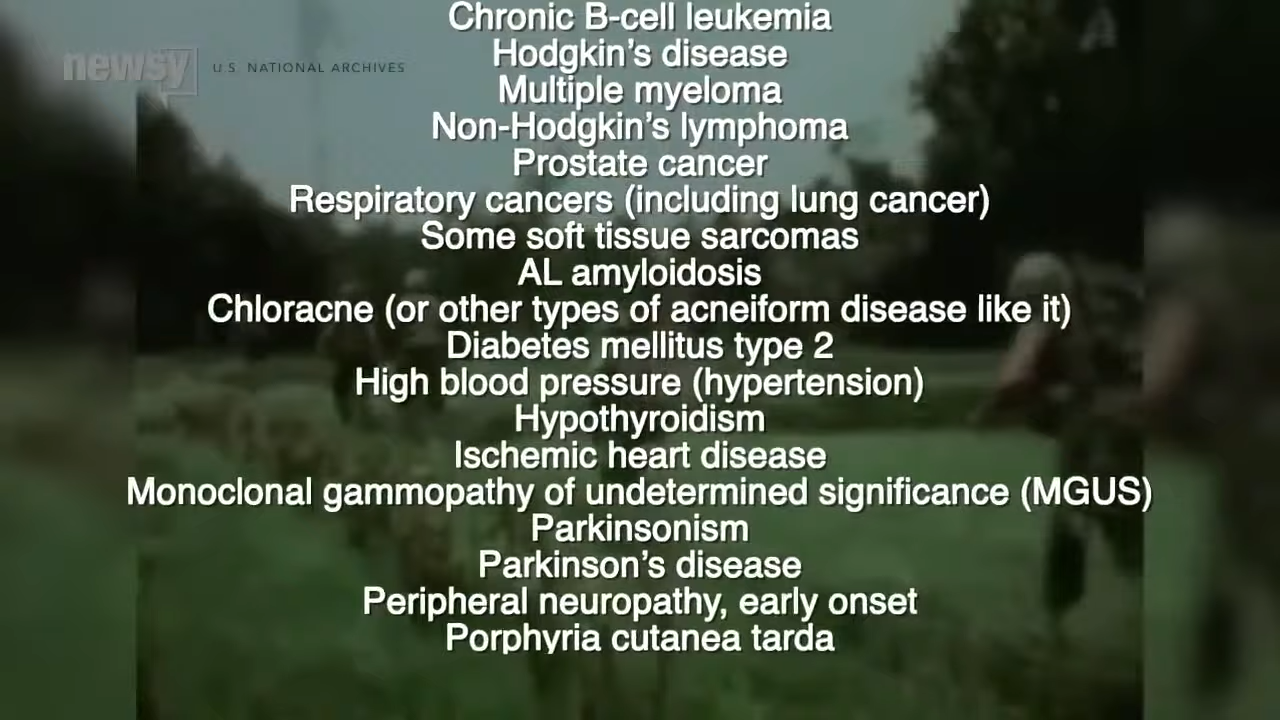 Chronic B-cell leukemia
newsy
U.S. NATIONAL ARCHIVES
Hodgkin’s disease
Multiple myeloma
Non-Hodgkin’s lymphoma
Prostate cancer
Respiratory cancers (including lung cancer)
Some soft tissue sarcomas
AL amyloidosis
Chloracne (or other types of acneiform disease like it)
Diabetes mellitus type 2
High blood pressure (hypertension)
Hypothyroidism
Ischemic heart disease
Monoclonal gammopathy of undetermined significance (MGUS)
Parkinsonism
Parkinson’s disease
Peripheral neuropathy, early onset
Porphyria cutanea tarda